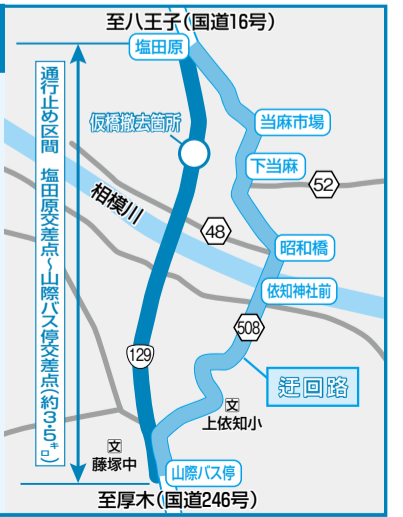 至八王子(国道16号)
塩田原
通行止め区間 塩田原交差点～山際バス停交差点(約3・5㌔)
仮橋撤去箇所
当麻市場
下当麻
52
相模川
48
昭和橋
依知神社前
508
129
迂回路
文
上依知小
文
藤塚中
山際バス停
至厚木(国道246号)